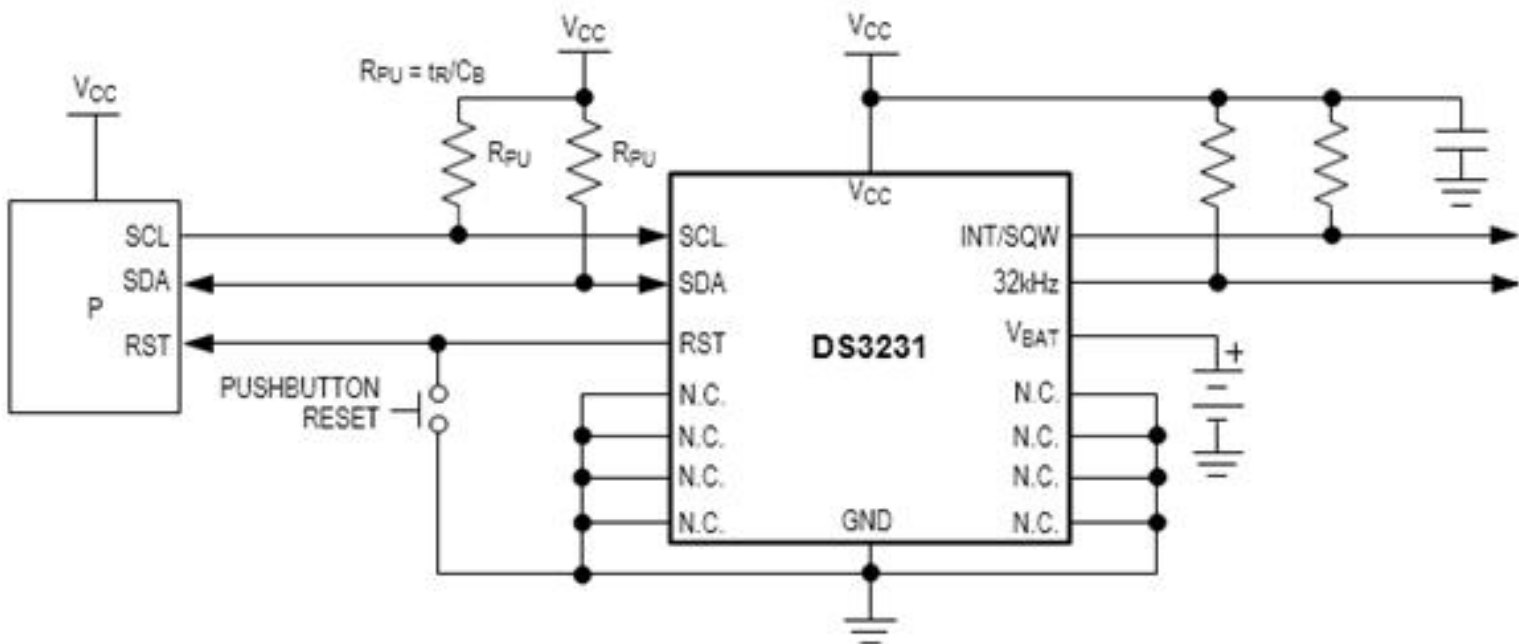 VCC
VCC
VCC
RPU = tR/CB
RPU
RPU
VCC
SCL
SDA
P
RST
SCL
SDA
RST
N.C.
N.C.
N.C.
N.C.
DS3231
GND
INT/SQW
32kHz
VBAT
N.C.
N.C.
N.C.
N.C.
+
PUSHBUTTON
RESET